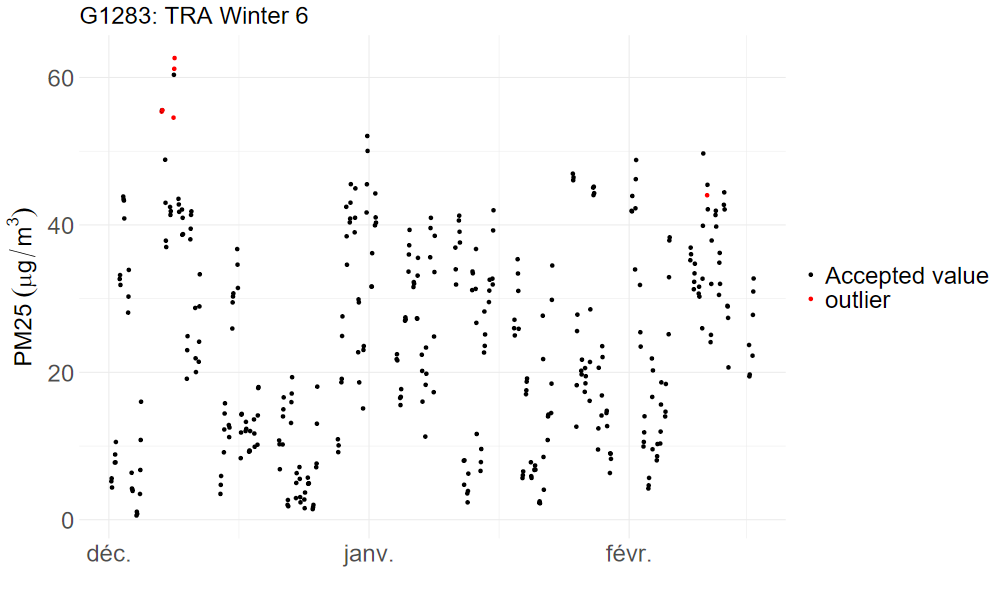 G1283: TRA Winter 6
PM25 (μg/m³)
60
40
20
0
déc.
janv.
févr.
Accepted value
outlier